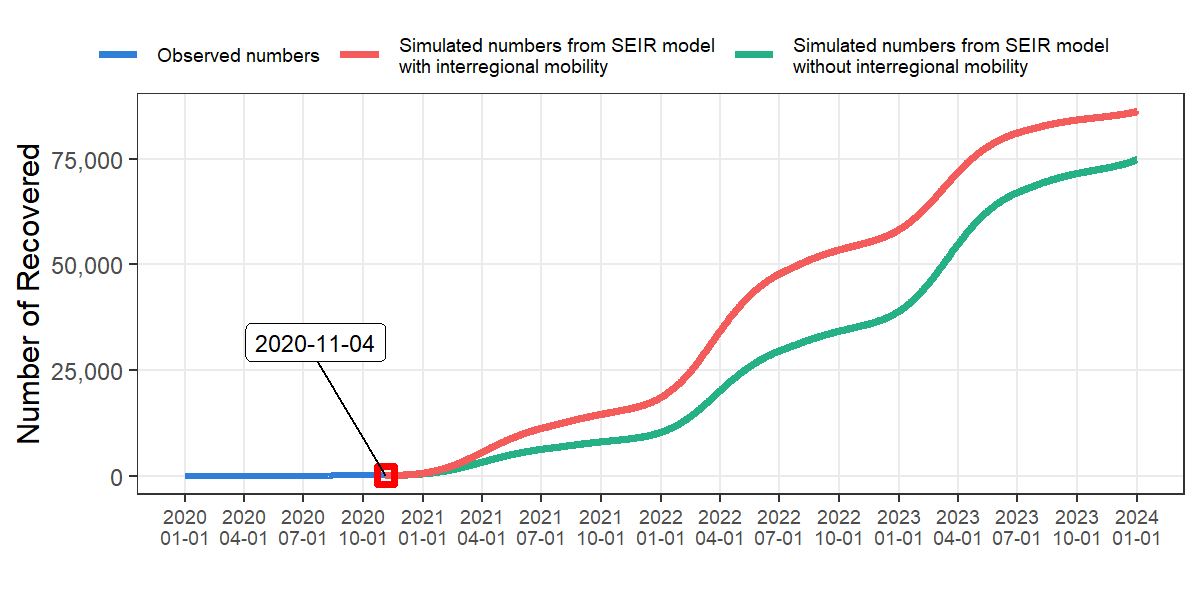 Observed numbers
Simulated numbers from SEIR model
with interregional mobility
Simulated numbers from SEIR model
without interregional mobility
Number of Recovered
75,000
50,000
25,000
0
2020-11-04
2020 2020 2020 2020 2021 2021 2021 2021 2022 2022 2022 2022 2023 2023 2023 2023 2024
01-01 04-01 07-01 10-01 01-01 04-01 07-01 10-01 01-01 04-01 07-01 10-01 01-01 04-01 07-01 10-01 01-01